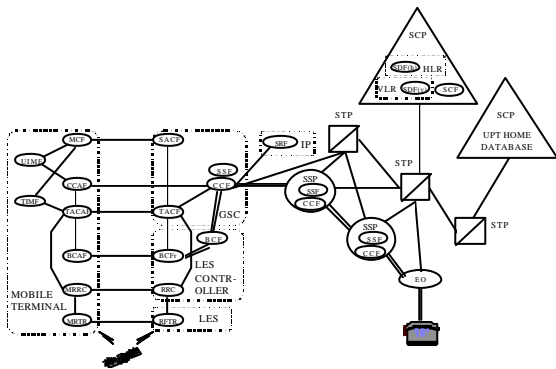 SCP
SDF(h) HLR
VLR SDF(v) SCF
SCP
UPT HOME
DATABASE
STP
STP
STP
SRF IP
MCF
SACF
UIMF
SSF
CCF
CCAF
TIMF
TACAF
TACF
GSC
SSP
SSF
CCF
SSP
SSF
CCF
BCF
BCAF
BCFr
LES
CONTR-
OLLER
EO
MRRC
RRC
MOBILE
TERMINAL
MRTR
RFTR
LES